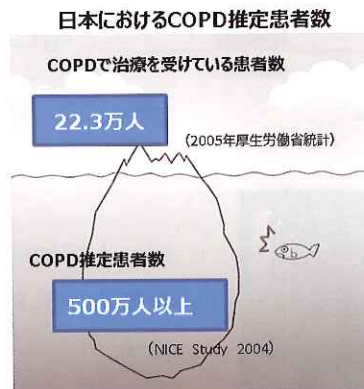 日本におけるCOPD推定患者数
COPDで治療を受けている患者数
22.3万人
(2005年厚生労働省統計)
COPD推定患者数
500万人以上
(NICE Study 2004)